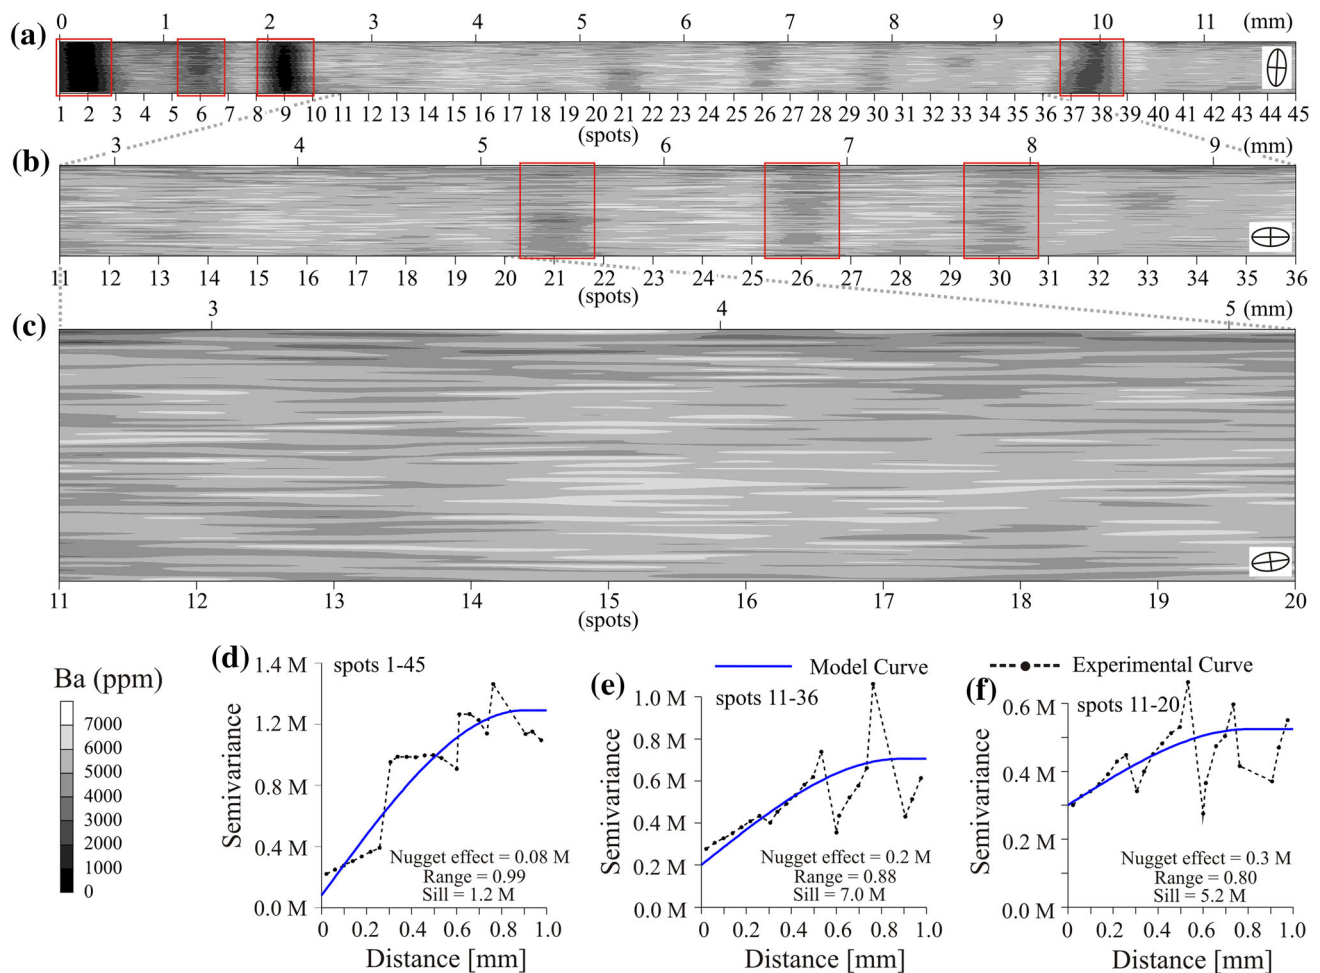 (a)
0 1 2 3 4 5 6 7 8 9 10 11 (mm)
1 2 3 4 5 6 7 8 9 10 11 12 13 14 15 16 17 18 19 20 21 22 23 24 25 26 27 28 29 30 31 32 33 34 35 36 37 38 39 40 41 42 43 44 45
(spots)
(b)
3 4 5 6 7 8 9 (mm)
11 12 13 14 15 16 17 18 19 20 21 22 23 24 25 26 27 28 29 30 31 32 33 34 35 36
(spots)
(c)
3 4 5 (mm)
11 12 13 14 15 16 17 18 19 20
(spots)
Ba (ppm)
7000
6000
5000
4000
3000
2000
1000
0
Model Curve
Experimental Curve
(d)
spots 1-45
Semivariance
1.4 M
1.2 M
0.8 M
0.4 M
0.0 M
Nugget effect = 0.08 M
Range = 0.99
Sill = 1.2 M
0 0.2 0.4 0.6 0.8 1.0
Distance [mm]
(e)
spots 11-36
Semivariance
1.0 M
0.8 M
0.6 M
0.4 M
0.2 M
0.0 M
Nugget effect = 0.2 M
Range = 0.88
Sill = 7.0 M
0 0.2 0.4 0.6 0.8 1.0
Distance [mm]
(f)
spots 11-20
Semivariance
0.6 M
0.4 M
0.2 M
0.0 M
Nugget effect = 0.3 M
Range = 0.80
Sill = 5.2 M
0 0.2 0.4 0.6 0.8 1.0
Distance [mm]